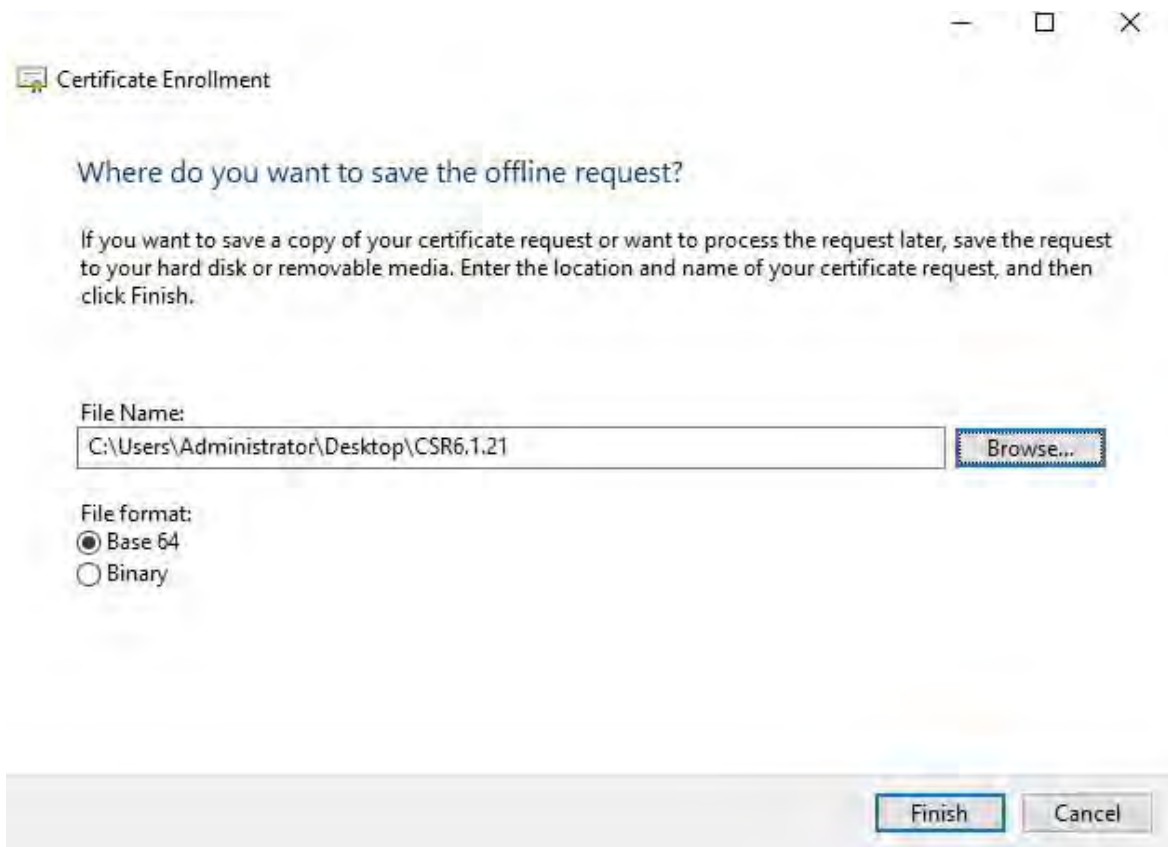 Certificate Enrollment
Where do you want to save the offline request?
If you want to save a copy of your certificate request or want to process the request later, save the request
to your hard disk or removable media. Enter the location and name of your certificate request, and then
click Finish.
File Name:
C:\Users\Administrator\Desktop\CSR6.1.21
Browse...
File format:
Base 64
Binary
Finish
Cancel